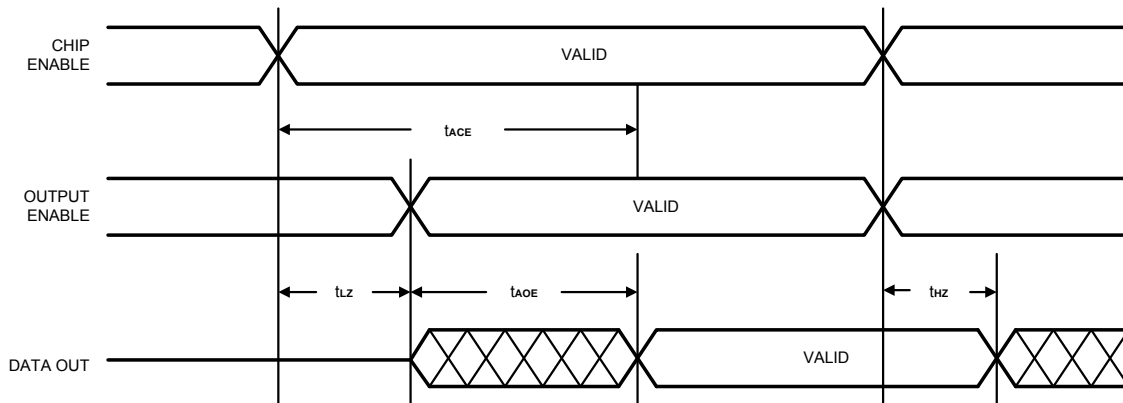 CHIP
ENABLE
VALID
tACE
OUTPUT
ENABLE
VALID
tLZ
tAOE
tHZ
DATA OUT
VALID